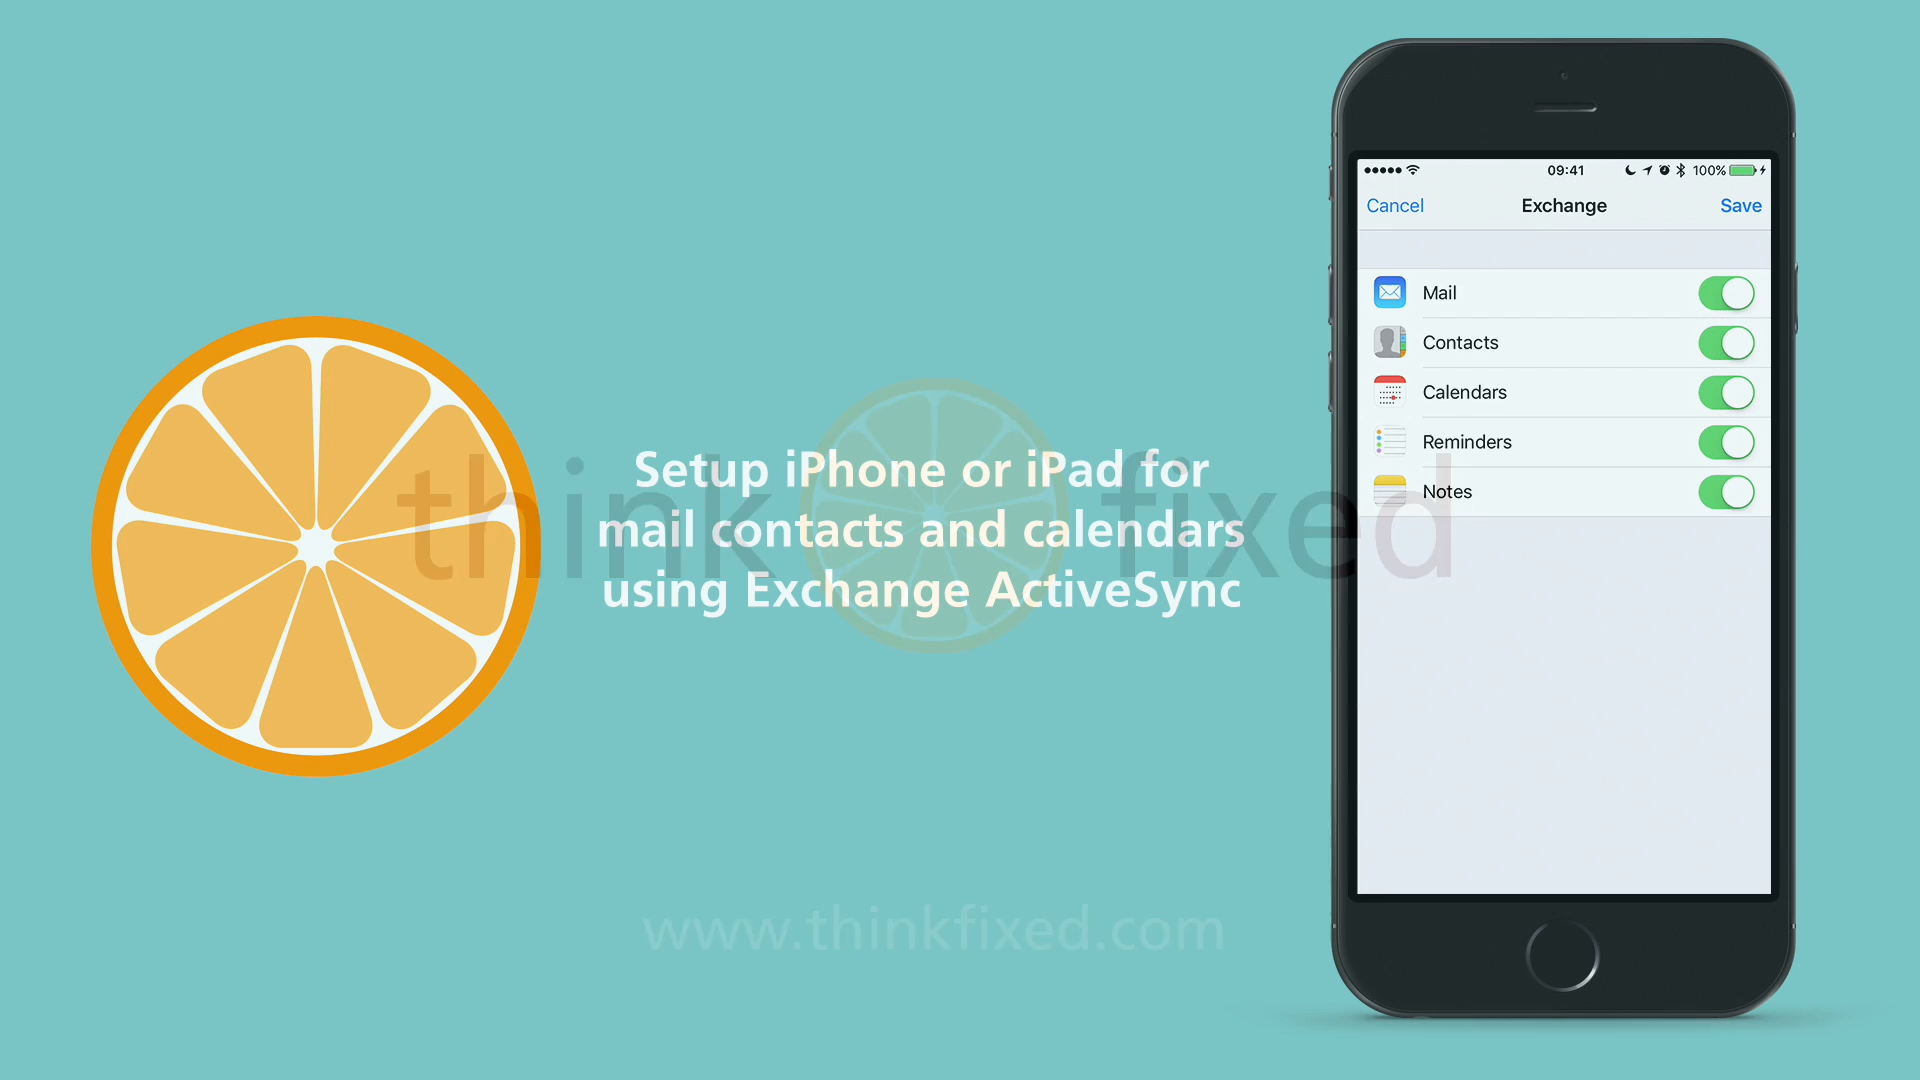 Setup iPhone or iPad for
mail contacts and calendars
using Exchange ActiveSync
think fixed
www.thinkfixed.com
09:41 100%
Cancel Exchange Save
Mail
Contacts
Calendars
Reminders
Notes